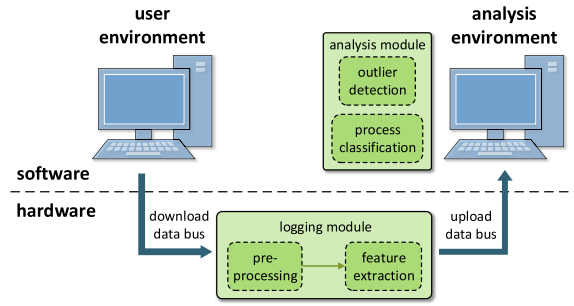 user
environment
analysis
environment
analysis module
outlier
detection
process
classification
software
hardware
download
data bus
logging module
pre-
processing
feature
extraction
upload
data bus